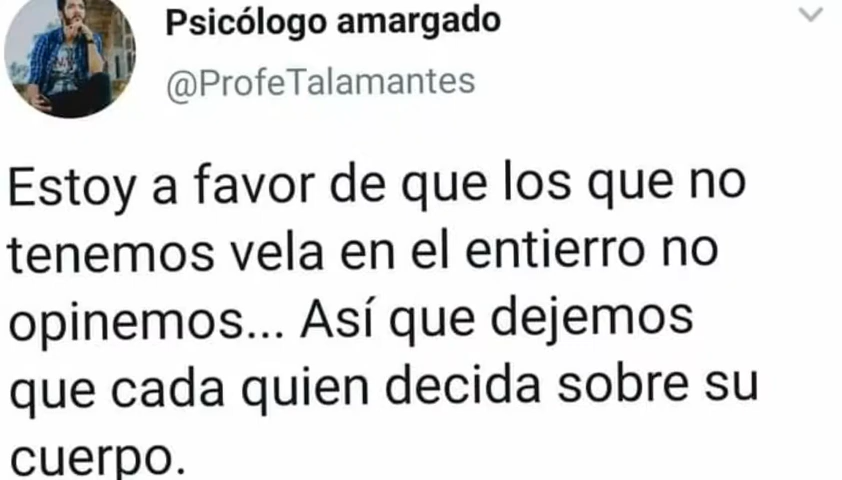 Psicólogo amargado
@ProfeTalamantes
Estoy a favor de que los que no
tenemos vela en el entierro no
opinemos... Así que dejemos
que cada quien decida sobre su
cuerpo.